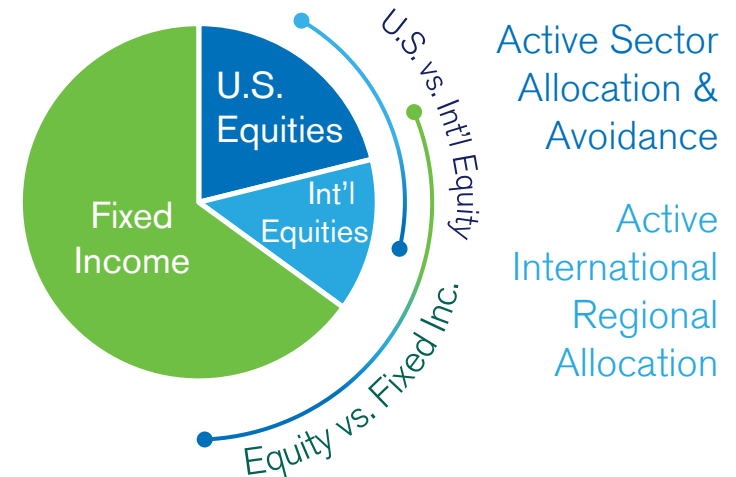 U.S.
Equities
Int'l
Equities
Fixed
Income
U.S. vs. Int'l Equity
Equity vs. Fixed Inc.
Active Sector
Allocation &
Avoidance
Active
International
Regional
Allocation